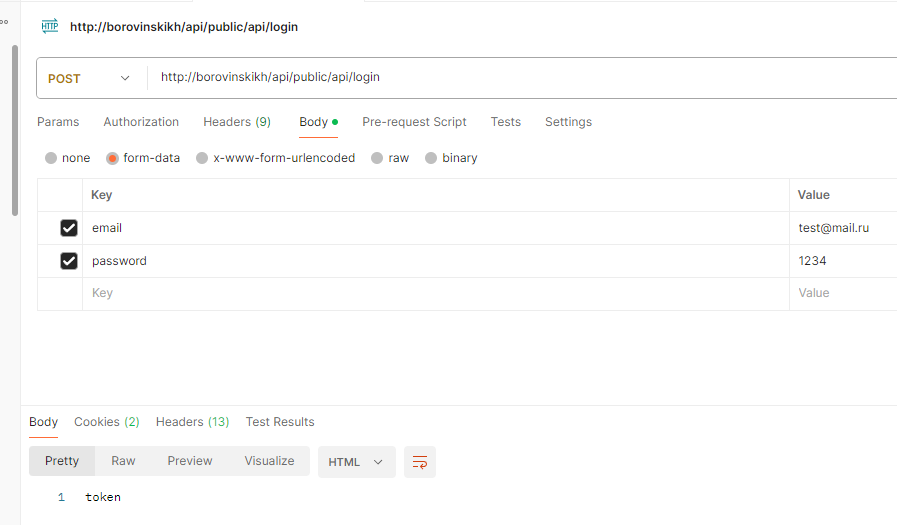 HTTP http://borovinskikh/api/public/api/login
POST http://borovinskikh/api/public/api/login
Params Authorization Headers (9) Body Pre-request Script Tests Settings
none form-data x-www-form-urlencoded raw binary
Key Value
email test@mail.ru
password 1234
Key Value
Body Cookies (2) Headers (13) Test Results
Pretty Raw Preview Visualize HTML
1 token